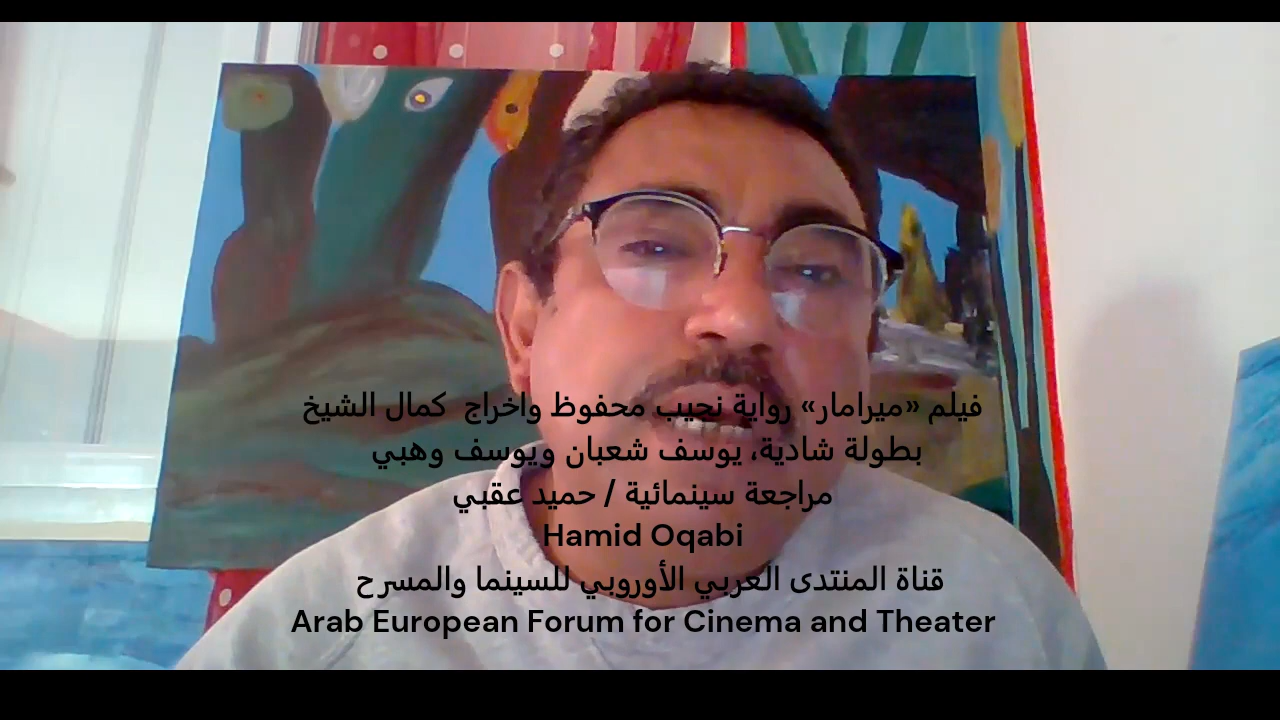 فيلم «ميرامار» رواية نجيب محفوظ واخراج كمال الشيخ
بطولة شادية، يوسف شعبان ويوسف وهبي
مراجعة سينمائية / حميد عقبي
Hamid Oqabi
قناة المنتدى العربي الأوروبي للسينما والمسرح
Arab European Forum for Cinema and Theater